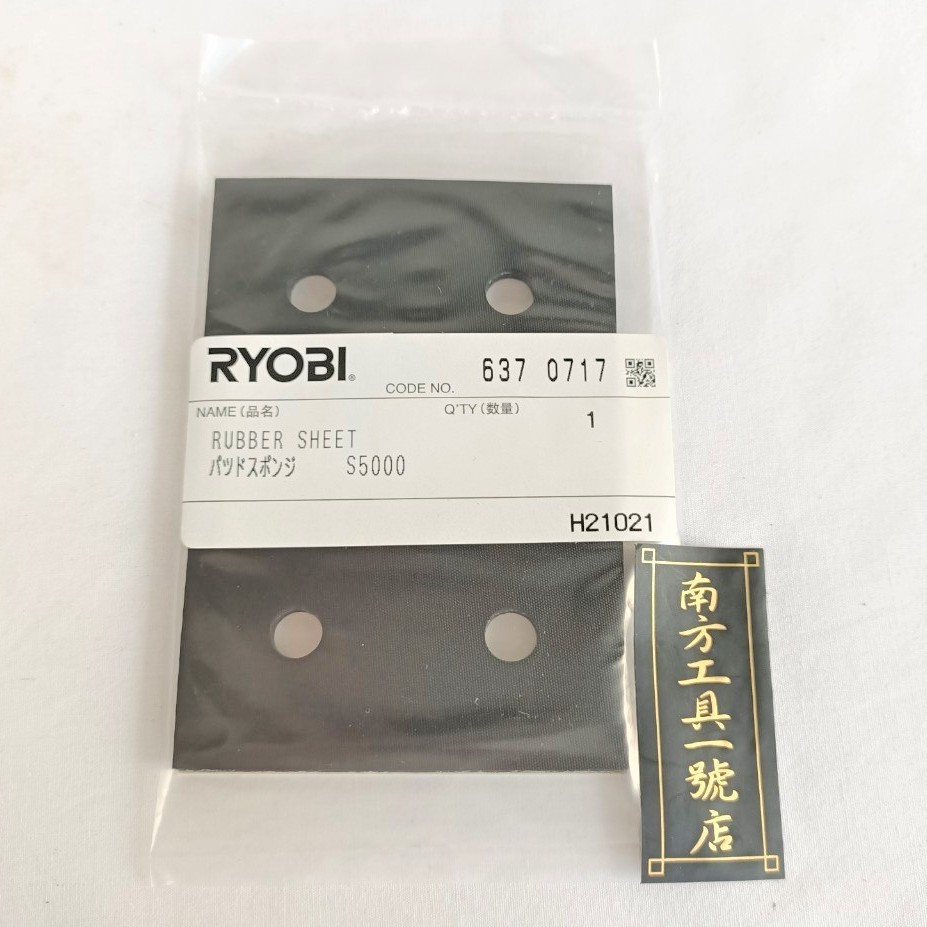 RYOBI®
CODE NO. 637 0717
NAME (品名) Q'TY (数量)
1
RUBBER SHEET
パッドスポンジ S5000
H21021
南方工具一號店